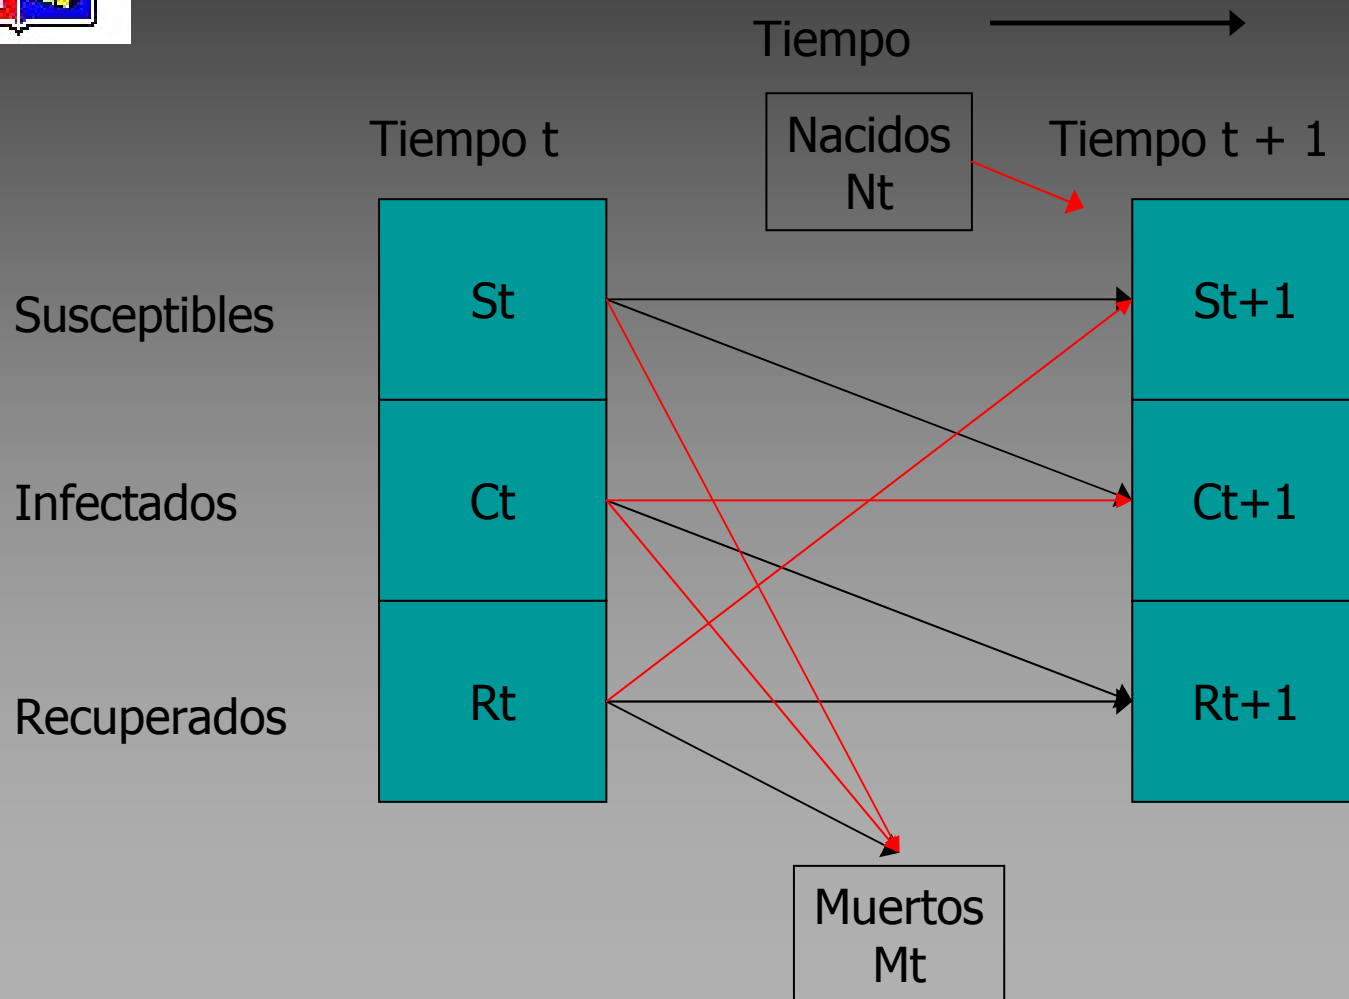 Tiempo
Tiempo t
Nacidos
Nt
Tiempo t + 1
Susceptibles
St
St+1
Infectados
Ct
Ct+1
Recuperados
Rt
Rt+1
Muertos
Mt